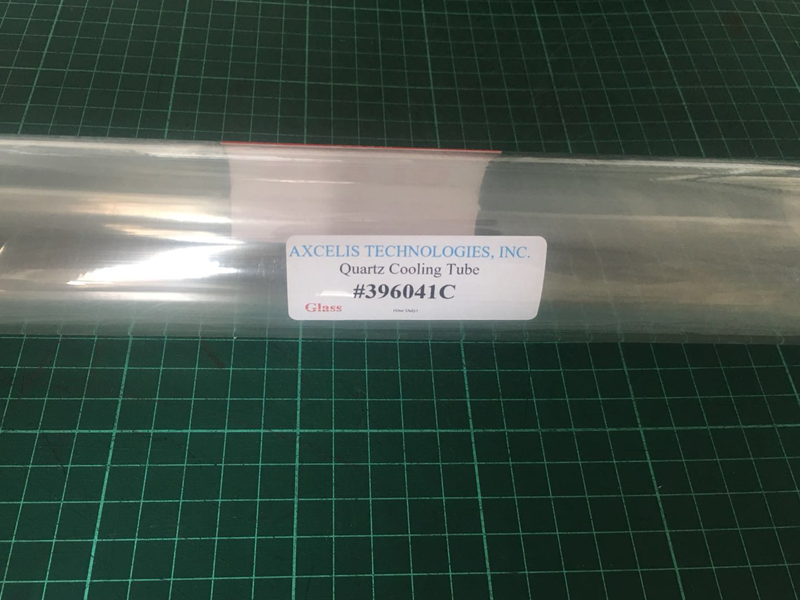 AXCELIS TECHNOLOGIES, INC.
Quartz Cooling Tube
#396041C
Glass